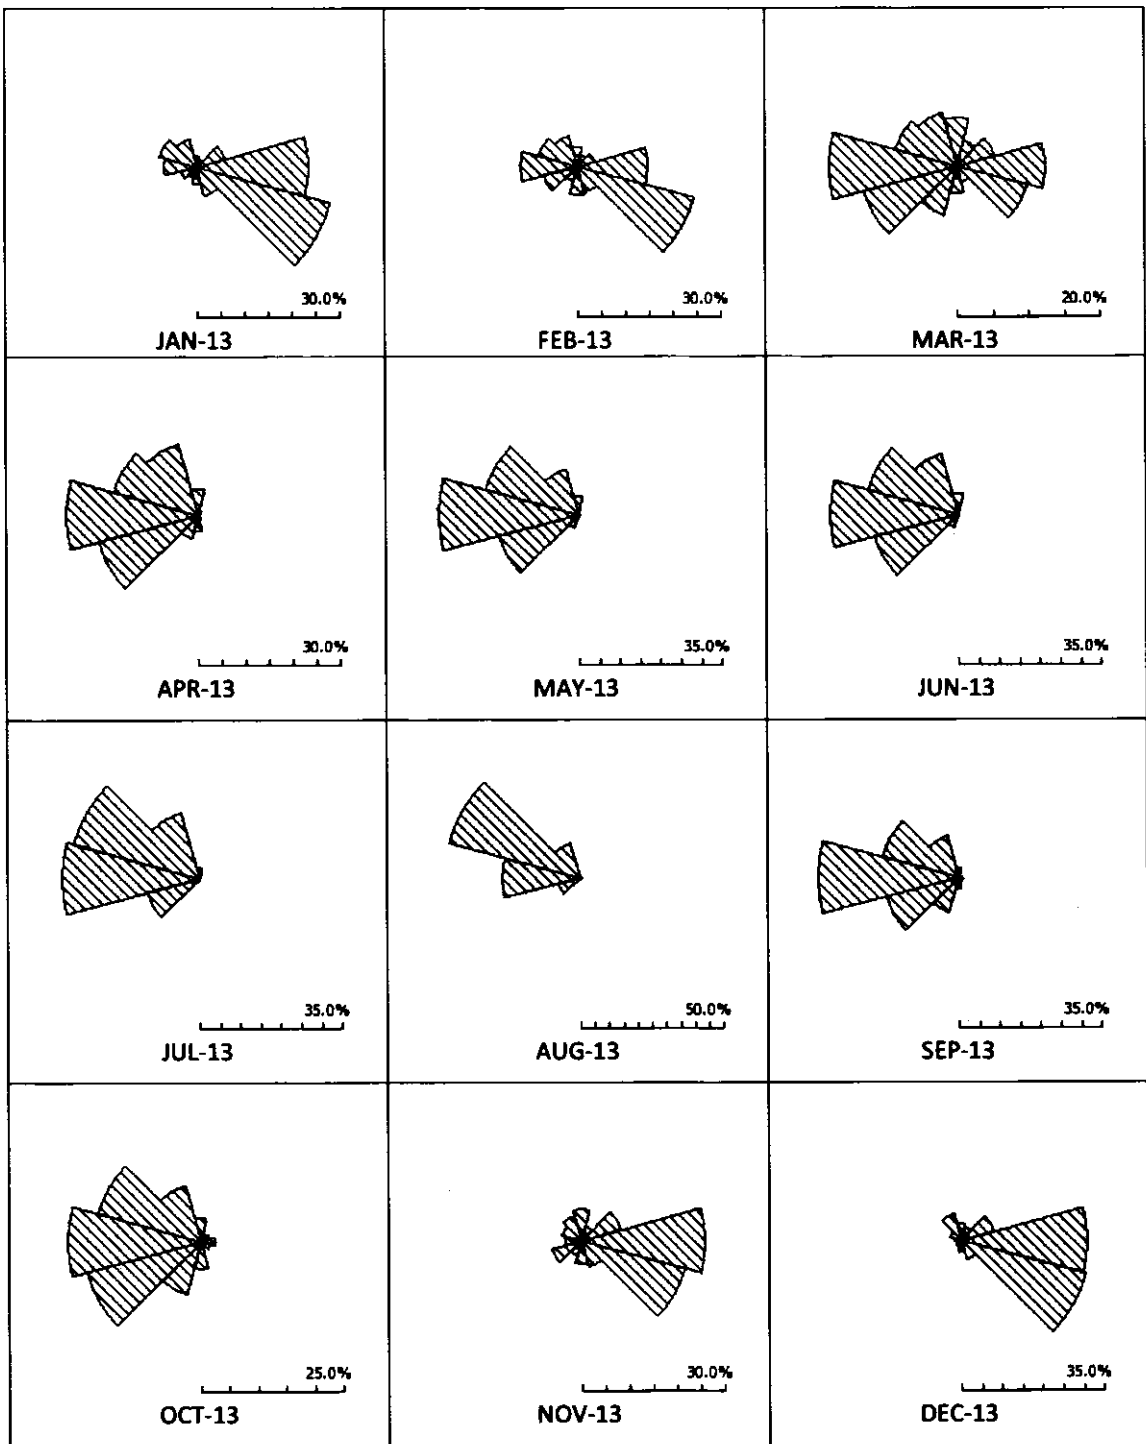 30.0% 30.0% 20.0%
JAN-13 FEB-13 MAR-13
30.0% 35.0% 35.0%
APR-13 MAY-13 JUN-13
35.0% 50.0% 35.0%
JUL-13 AUG-13 SEP-13
25.0% 30.0% 35.0%
OCT-13 NOV-13 DEC-13